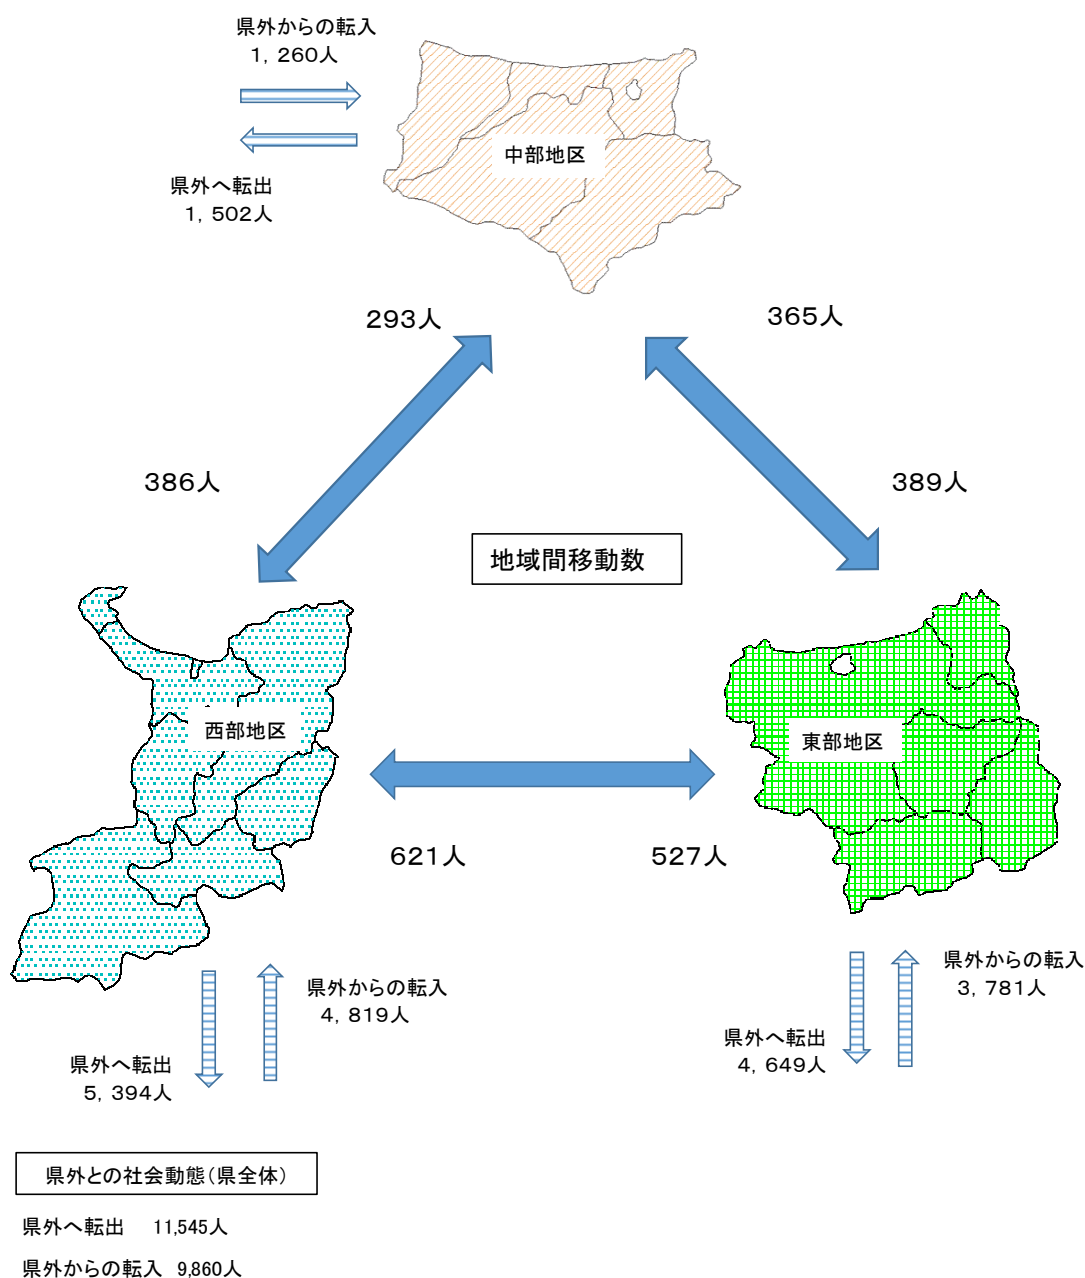 県外からの転入
1，260人
中部地区
県外へ転出
1，502人
293人
365人
386人
389人
地域間移動数
西部地区
東部地区
621人
527人
県外からの転入
3，781人
県外からの転入
4，819人
県外へ転出
4，649人
県外へ転出
5，394人
県外との社会動態（県全体）
県外へ転出 11,545人
県外からの転入 9,860人